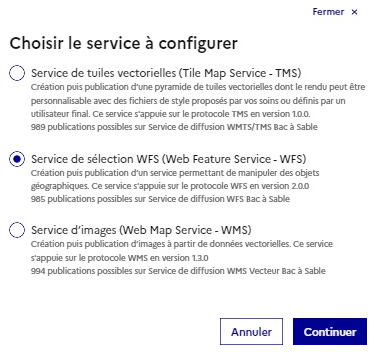 Fermer ×
Choisir le service à configurer
Service de tuiles vectorielles (Tile Map Service - TMS)
Création puis publication d'une pyramide de tuiles vectorielles dont le rendu peut être
personnalisable avec des fichiers de style proposés par vos soins ou définis par un
utilisateur final. Ce service s'appuie sur le protocole TMS en version 1.0.0.
989 publications possibles sur Service de diffusion WMTS/TMS Bac à Sable
Service de sélection WFS (Web Feature Service - WFS)
Création puis publication d'un service permettant de manipuler des objets
géographiques. Ce service s'appuie sur le protocole WFS en version 2.0.0
985 publications possibles sur Service de diffusion WFS Bac à Sable
Service d'images (Web Map Service - WMS)
Création puis publication d'images à partir de données vectorielles. Ce service
s'appuie sur le protocole WMS en version 1.3.0
994 publications possibles sur Service de diffusion WMS Vecteur Bac à Sable
Annuler
Continuer